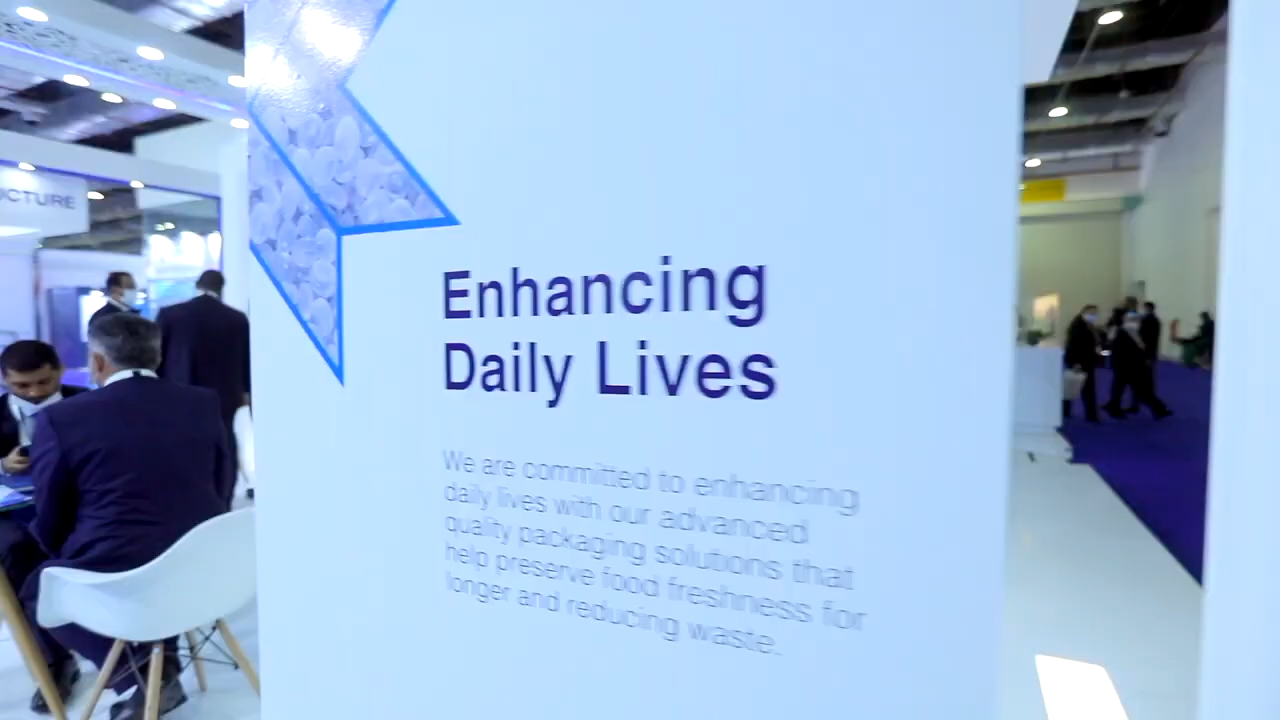 Enhancing
Daily Lives
We are committed to enhancing
daily lives with our advanced
quality packaging solutions that
help preserve food freshness for
longer and reducing waste.
CTURE